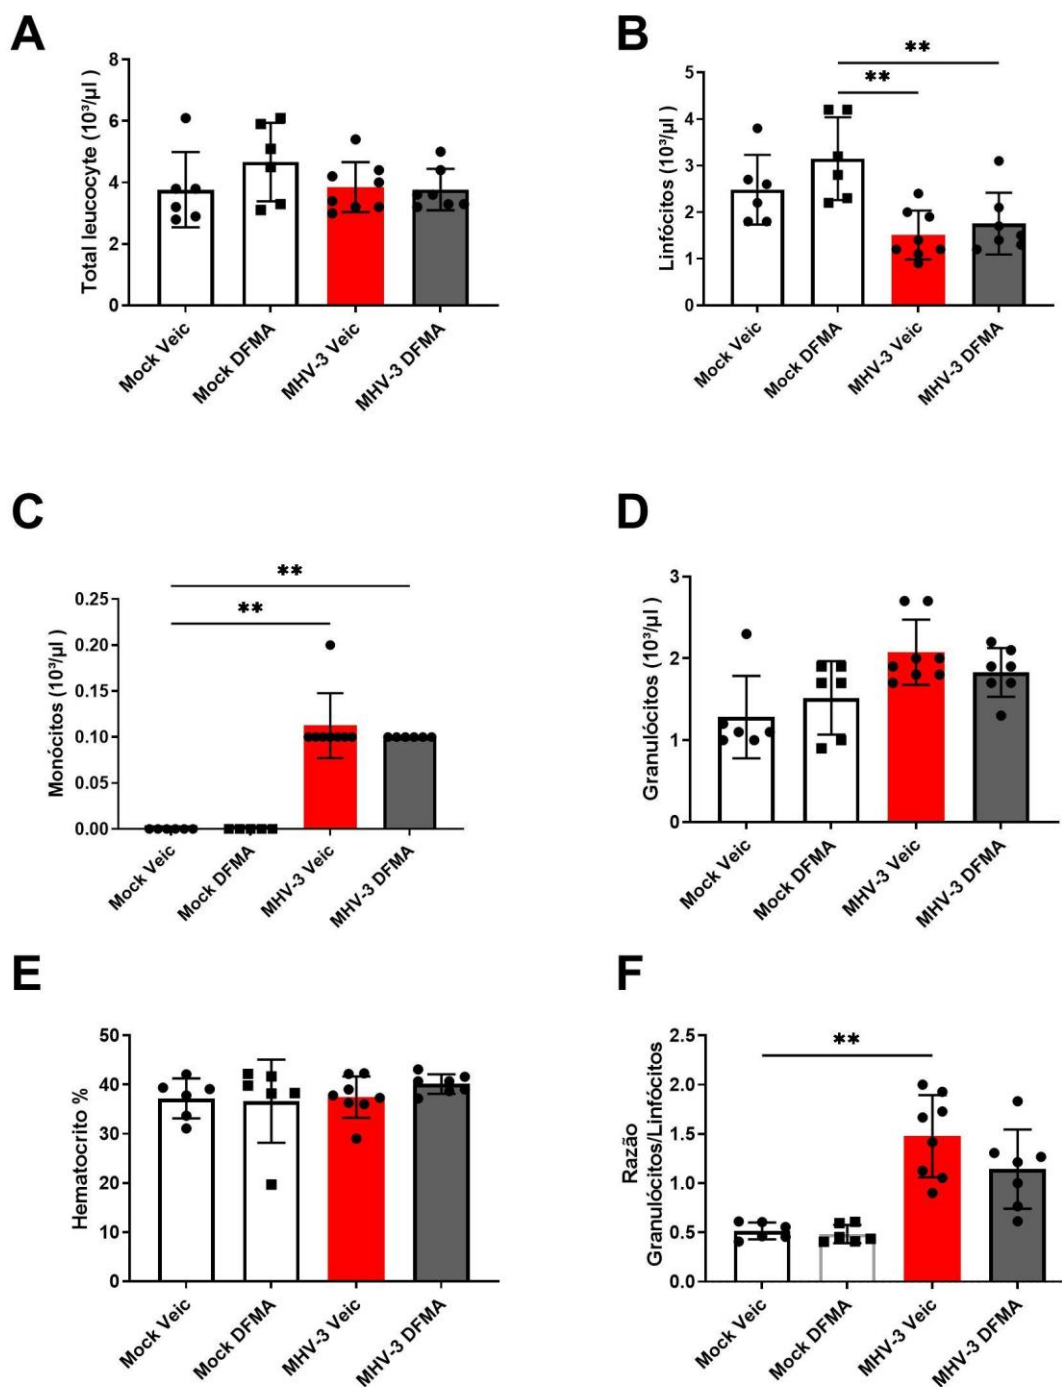 A
Total leucocyte (10³/µl )
8
6
4
2
0
Mock Veic
Mock DFMA
MHV-3 Veic
MHV-3 DFMA
B
Linfócitos (10³/µl )
5
4
3
2
1
0
**
**
Mock Veic
Mock DFMA
MHV-3 Veic
MHV-3 DFMA
C
Monócitos (10³/µl )
0.25
0.20
0.15
0.10
0.05
0.00
**
**
Mock Veic
Mock DFMA
MHV-3 Veic
MHV-3 DFMA
D
Granulócitos (10³/µl )
3
2
1
0
Mock Veic
Mock DFMA
MHV-3 Veic
MHV-3 DFMA
E
Hematocrito %
50
40
30
20
10
0
Mock Veic
Mock DFMA
MHV-3 Veic
MHV-3 DFMA
F
Razão
Granulócitos/Linfócitos
2.5
2.0
1.5
1.0
0.5
0.0
**
Mock Veic
Mock DFMA
MHV-3 Veic
MHV-3 DFMA